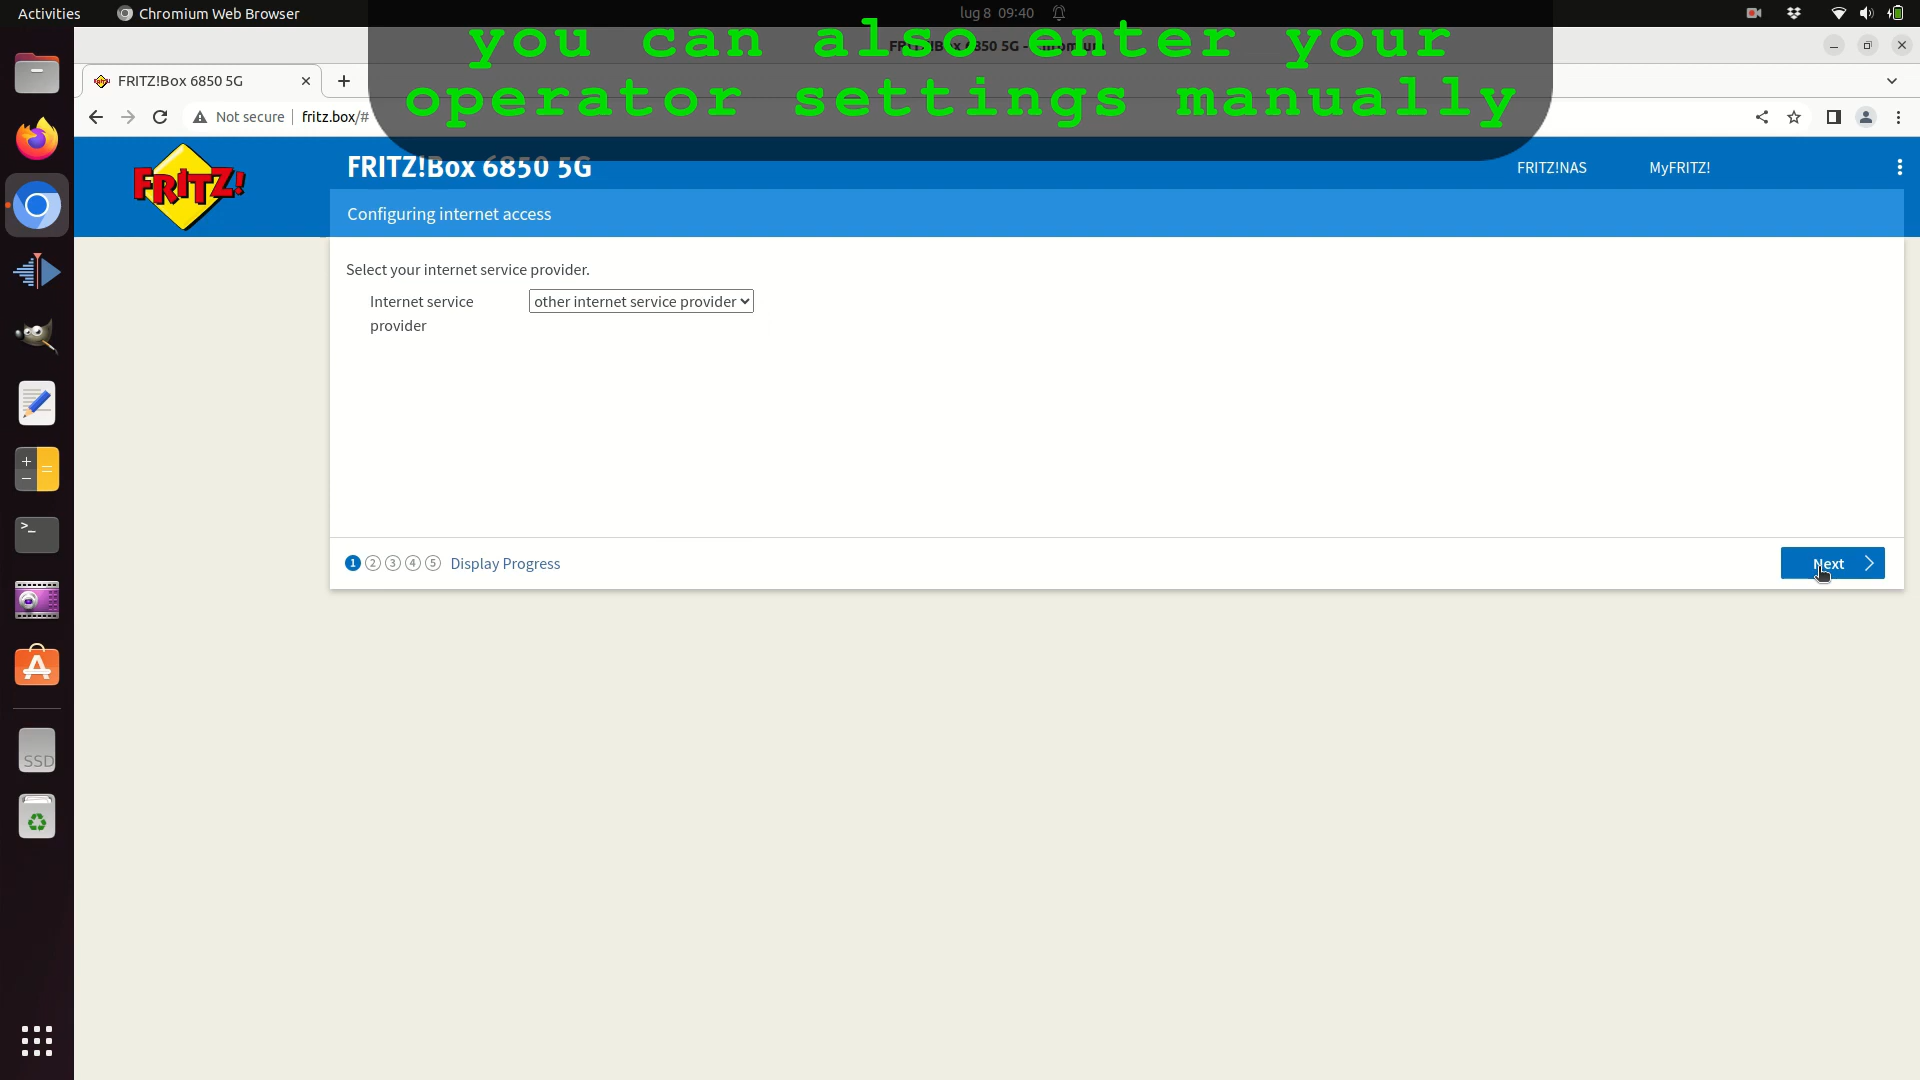 Activities
Chromium Web Browser
lug 8 09:40
you can also enter your
operator settings manually
FRITZ!Box 6850 5G
Not secure
fritz.box/#
FRITZ!
FRITZ!Box 6850 5G
FRITZ!NAS
MyFRITZ!
Configuring internet access
Select your internet service provider.
Internet service
provider
other internet service provider
1 2 3 4 5 Display Progress
Next
SSD